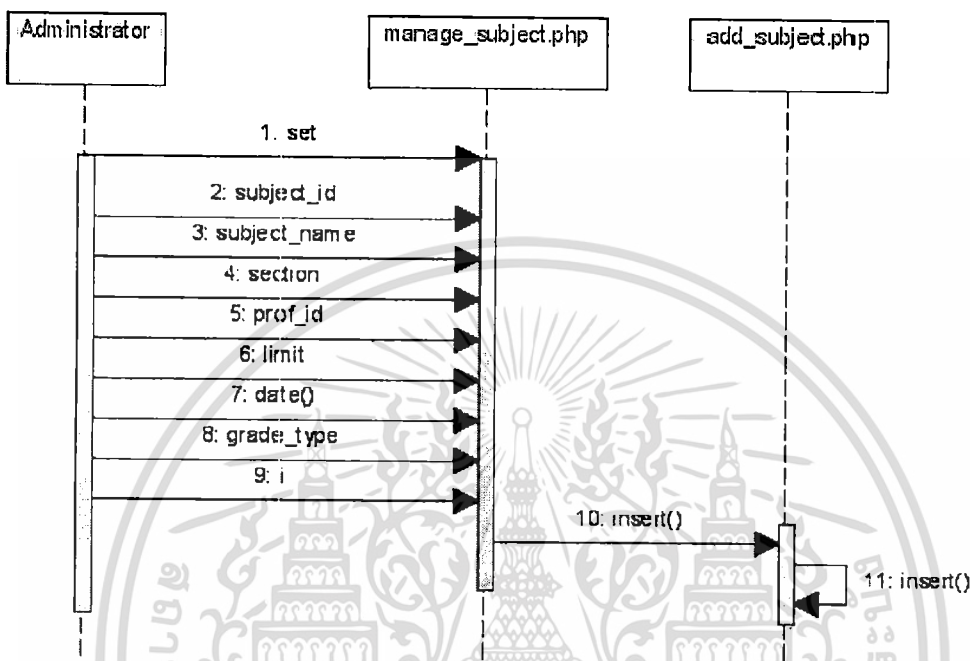 Administrator
manage_subject.php
add_subject.php
1. set
2: subject_id
3: subject_name
4: section
5: prof_id
6: limit
7: date()
8: grade_type
9: i
10: insert()
11: insert()